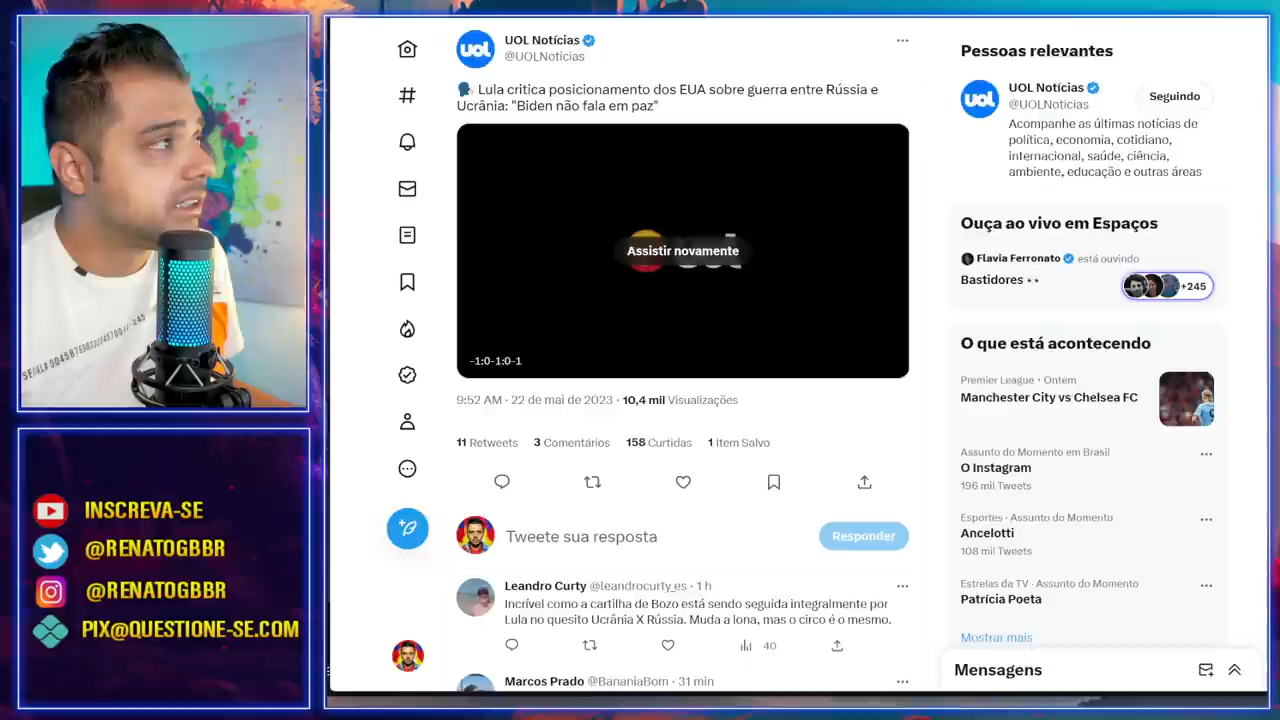 INSCREVA-SE
@RENATOGBBR
@RENATOGBBR
PIX@QUESTIONE-SE.COM
uol
UOL Notícias
@UOLNoticias
Lula critica posicionamento dos EUA sobre guerra entre Rússia e
Ucrânia: "Biden não fala em paz"
Assistir novamente
-1:0-1:0-1
9:52 AM · 22 de mai de 2023 · 10,4 mil Visualizações
11 Retweets 3 Comentários 158 Curtidas 1 Item Salvo
Tweete sua resposta
Responder
Leandro Curty @leandrocurty_es · 1 h
Incrível como a cartilha de Bozo está sendo seguida integralmente por
Lula no quesito Ucrânia X Rússia. Muda a lona, mas o circo é o mesmo.
40
Marcos Prado @BananiaBom · 31 min
Pessoas relevantes
uol
UOL Notícias
@UOLNoticias
Seguindo
Acompanhe as últimas notícias de
política, economia, cotidiano,
internacional, saúde, ciência,
ambiente, educação e outras áreas
Ouça ao vivo em Espaços
Flavia Ferronato está ouvindo
Bastidores
+245
O que está acontecendo
Premier League · Ontem
Manchester City vs Chelsea FC
Assunto do Momento em Brasil
O Instagram
196 mil Tweets
Esportes · Assunto do Momento
Ancelotti
108 mil Tweets
Estrelas da TV · Assunto do Momento
Patrícia Poeta
Mostrar mais
Mensagens